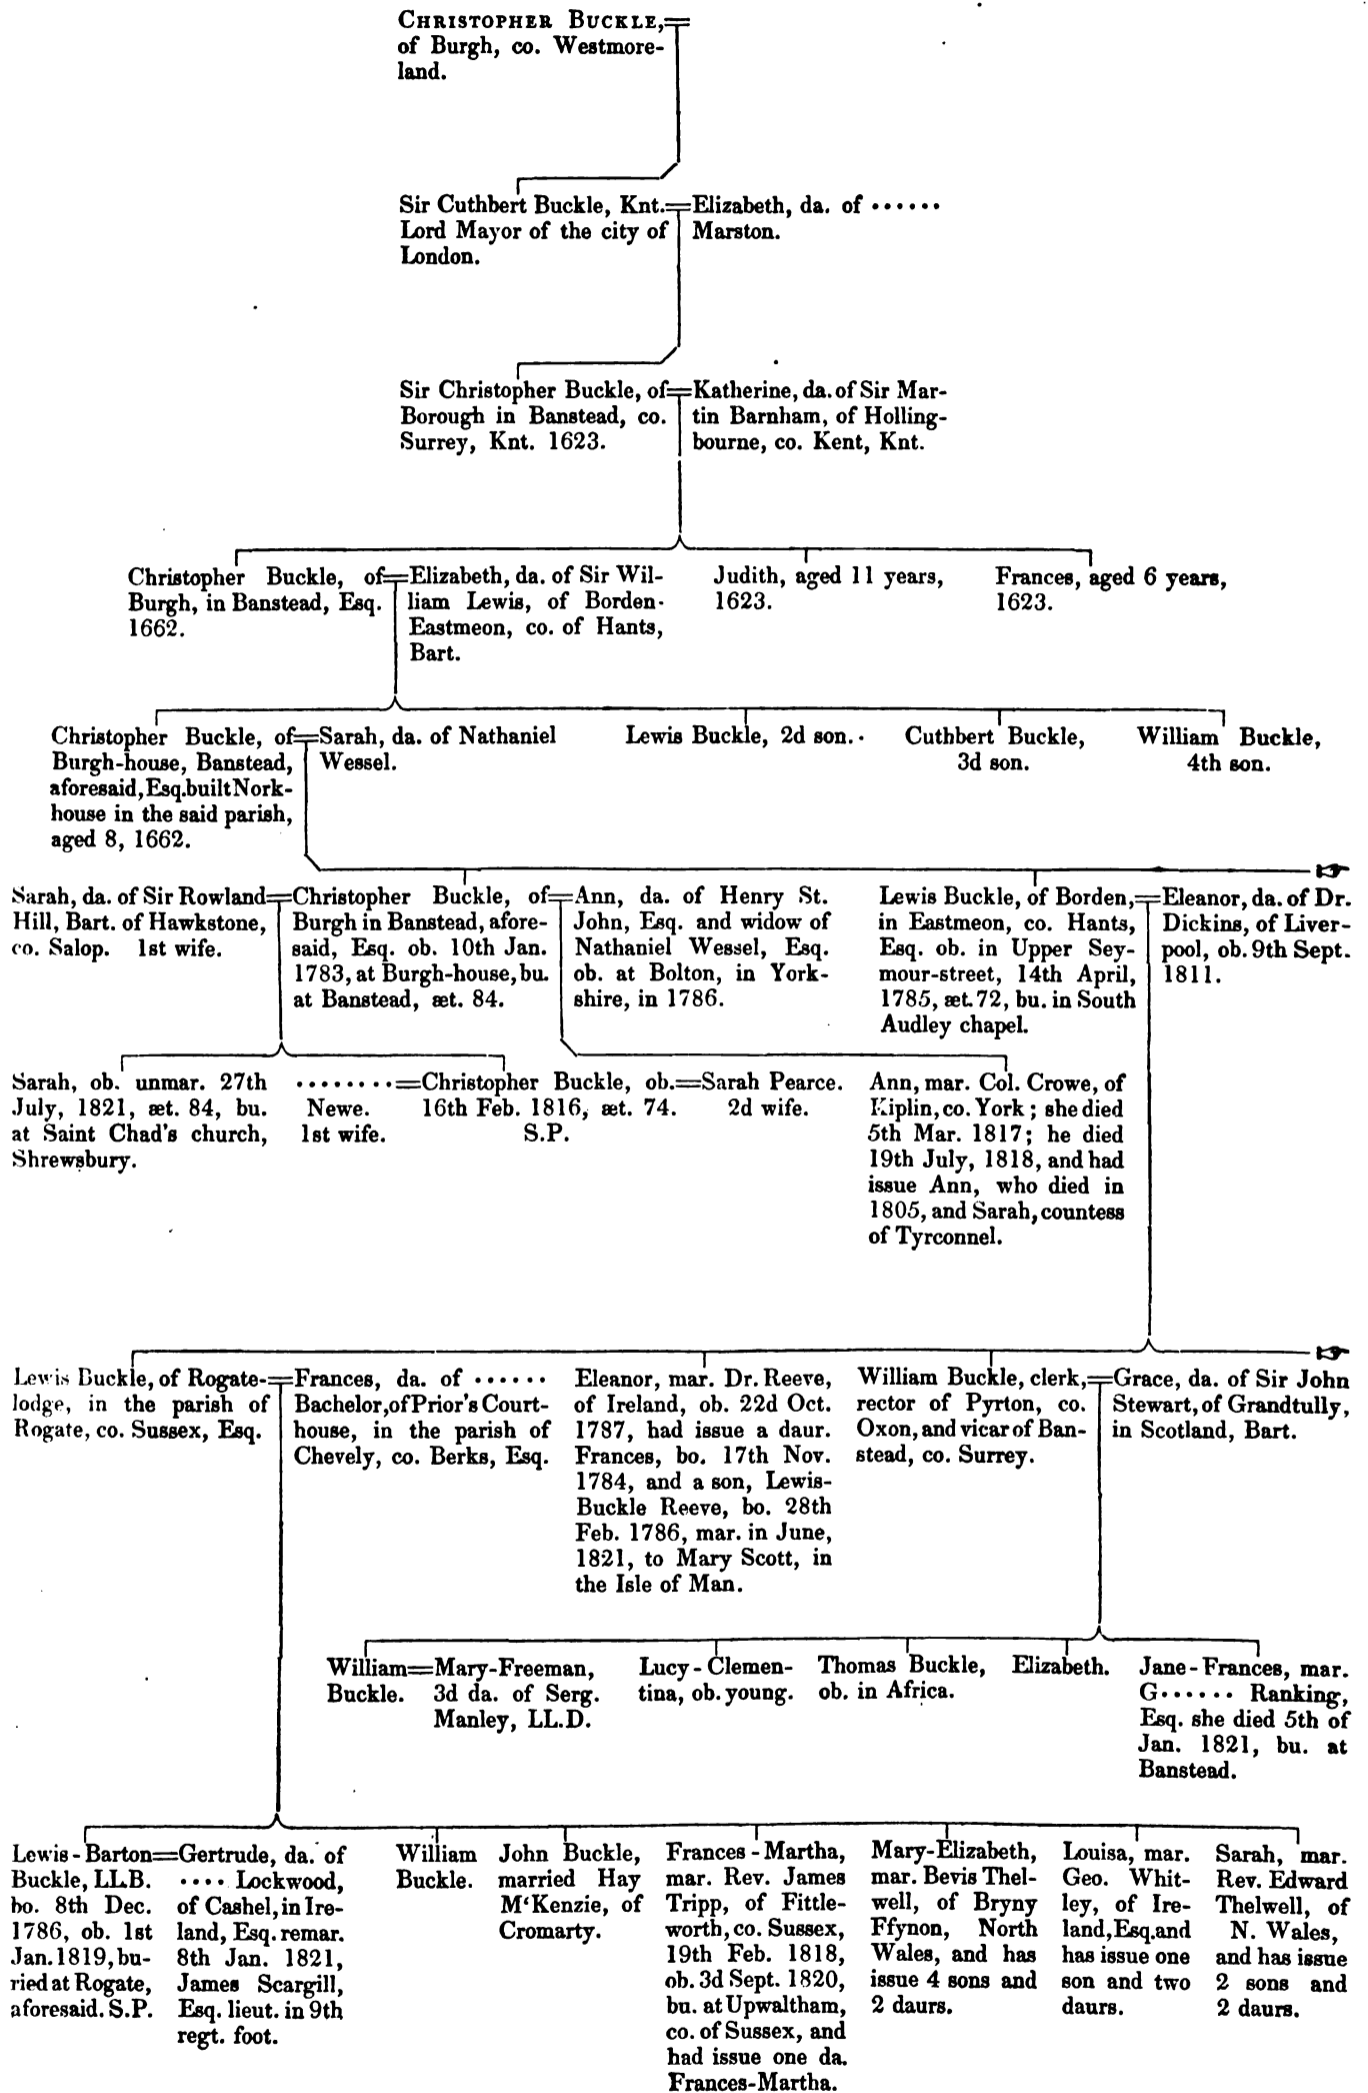 CHRISTOPHER BUCKLE,
of Burgh, co. Westmore-
land.
Sir Cuthbert Buckle, Knt.
Lord Mayor of the city of
London.
Elizabeth, da. of ······
Marston.
Sir Christopher Buckle, of
Borough in Banstead, co.
Surrey, Knt. 1623.
Katherine, da. of Sir Mar-
tin Barnham, of Holling-
bourne, co. Kent, Knt.
Christopher Buckle, of
Burgh, in Banstead, Esq.
1662.
Elizabeth, da. of Sir Wil-
liam Lewis, of Borden-
Eastmeon, co. of Hants,
Bart.
Judith, aged 11 years,
1623.
Frances, aged 6 years,
1623.
Christopher Buckle, of
Burgh-house, Banstead,
aforesaid, Esq. built Nork-
house in the said parish,
aged 8, 1662.
Sarah, da. of Nathaniel
Wessel.
Lewis Buckle, 2d son.
Cuthbert Buckle,
3d son.
William Buckle,
4th son.
Sarah, da. of Sir Rowland
Hill, Bart. of Hawkstone,
co. Salop. 1st wife.
Christopher Buckle, of
Burgh in Banstead, afore-
said, Esq. ob. 10th Jan.
1783, at Burgh-house, bu.
at Banstead, æt. 84.
Ann, da. of Henry St.
John, Esq. and widow of
Nathaniel Wessel, Esq.
ob. at Bolton, in York-
shire, in 1786.
Lewis Buckle, of Borden,
in Eastmeon, co. Hants,
Esq. ob. in Upper Sey-
mour-street, 14th April,
1785, æt. 72, bu. in South
Audley chapel.
Eleanor, da. of Dr.
Dickins, of Liver-
pool, ob. 9th Sept.
1811.
Sarah, ob. unmar. 27th
July, 1821, æt. 84, bu.
at Saint Chad's church,
Shrewsbury.
········
Newe.
1st wife.
Christopher Buckle, ob.
16th Feb. 1816, æt. 74.
S.P.
Sarah Pearce.
2d wife.
Ann, mar. Col. Crowe, of
Kiplin, co. York; she died
5th Mar. 1817; he died
19th July, 1818, and had
issue Ann, who died in
1805, and Sarah, countess
of Tyrconnel.
Lewis Buckle, of Rogate-
lodge, in the parish of
Rogate, co. Sussex, Esq.
Frances, da. of ······
Bachelor, of Prior's Court-
house, in the parish of
Chevely, co. Berks, Esq.
Eleanor, mar. Dr. Reeve,
of Ireland, ob. 22d Oct.
1787, had issue a daur.
Frances, bo. 17th Nov.
1784, and a son, Lewis-
Buckle Reeve, bo. 28th
Feb. 1786, mar. in June,
1821, to Mary Scott, in
the Isle of Man.
William Buckle, clerk,
rector of Pyrton, co.
Oxon, and vicar of Ban-
stead, co. Surrey.
Grace, da. of Sir John
Stewart, of Grandtully,
in Scotland, Bart.
William
Buckle.
Mary-Freeman,
3d da. of Serg.
Manley, LL.D.
Lucy-Clemen-
tina, ob. young.
Thomas Buckle,
ob. in Africa.
Elizabeth.
Jane-Frances, mar.
G······ Ranking,
Esq. she died 5th of
Jan. 1821, bu. at
Banstead.
Lewis-Barton
Buckle, LL.B.
bo. 8th Dec.
1786, ob. 1st
Jan. 1819, bu-
ried at Rogate,
aforesaid. S.P.
Gertrude, da. of
···· Lockwood,
of Cashel, in Ire-
land, Esq. remar.
8th Jan. 1821,
James Scargill,
Esq. lieut. in 9th
regt. foot.
William
Buckle.
John Buckle,
married Hay
M‘Kenzie, of
Cromarty.
Frances-Martha,
mar. Rev. James
Tripp, of Fittle-
worth, co. Sussex,
19th Feb. 1818,
ob. 3d Sept. 1820,
bu. at Upwaltham,
co. of Sussex, and
had issue one da.
Frances-Martha.
Mary-Elizabeth,
mar. Bevis Thel-
well, of Bryny
Ffynon, North
Wales, and has
issue 4 sons and
2 daurs.
Louisa, mar.
Geo. Whit-
ley, of Ire-
land, Esq. and
has issue one
son and two
daurs.
Sarah, mar.
Rev. Edward
Thelwell, of
N. Wales,
and has issue
2 sons and
2 daurs.